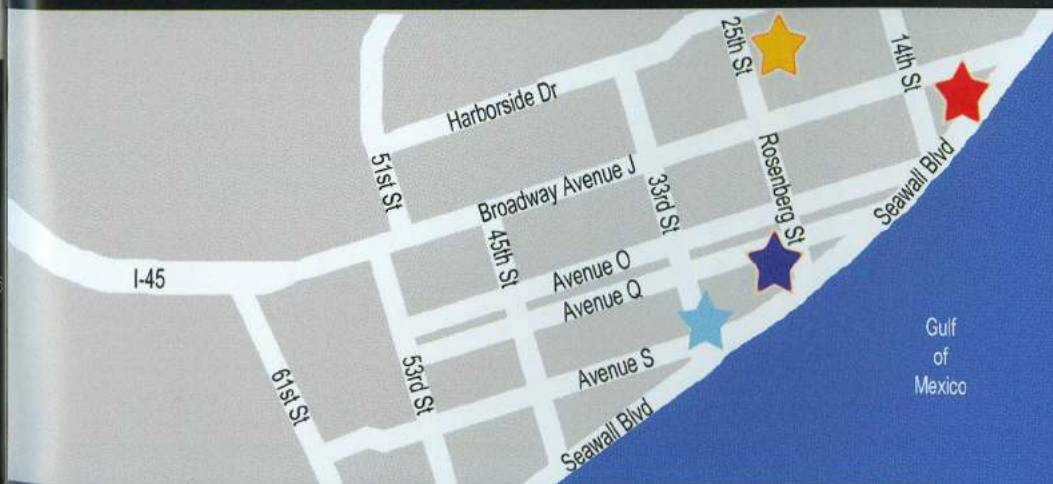 25th St
14th St
Harborside Dr
51st St
Broadway Avenue J
Rosenberg St
Seawall Blvd
33rd St
45th St
Avenue O
I-45
Avenue Q
Gulf
of
Mexico
53rd St
Avenue S
61st St
Seawall Blvd